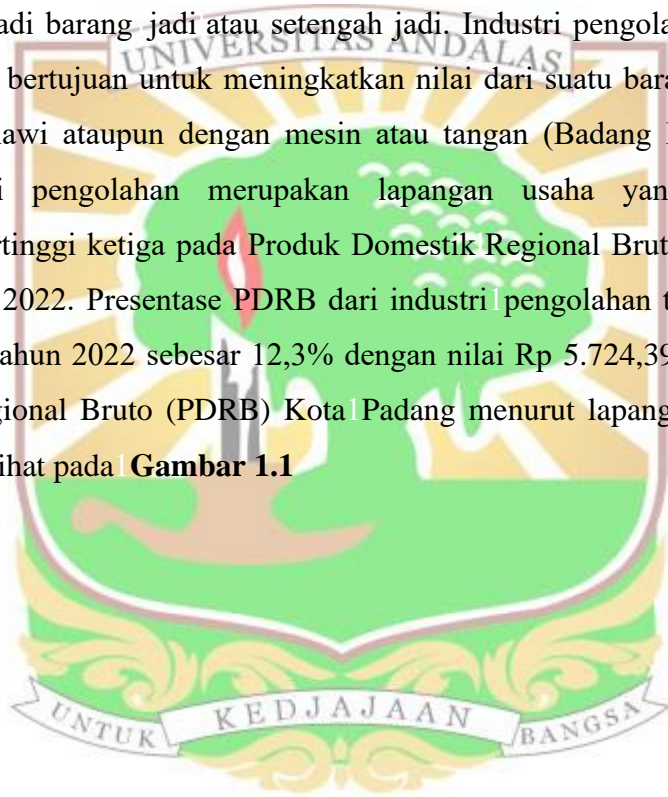 adi barang jadi atau setengah jadi. Industri pengola
UNIVERSITAS ANDALAS
bertujuan untuk meningkatkan nilai dari suatu bara
awi ataupun dengan mesin atau tangan (Badang
i pengolahan merupakan lapangan usaha yan
rtinggi ketiga pada Produk Domestik Regional Brut
2022. Presentase PDRB dari industri pengolahan t
ahun 2022 sebesar 12,3% dengan nilai Rp 5.724,39
gional Bruto (PDRB) Kota Padang menurut lapang
ihat pada Gambar 1.1
UNTUK KEDJAJAAN BANGSA